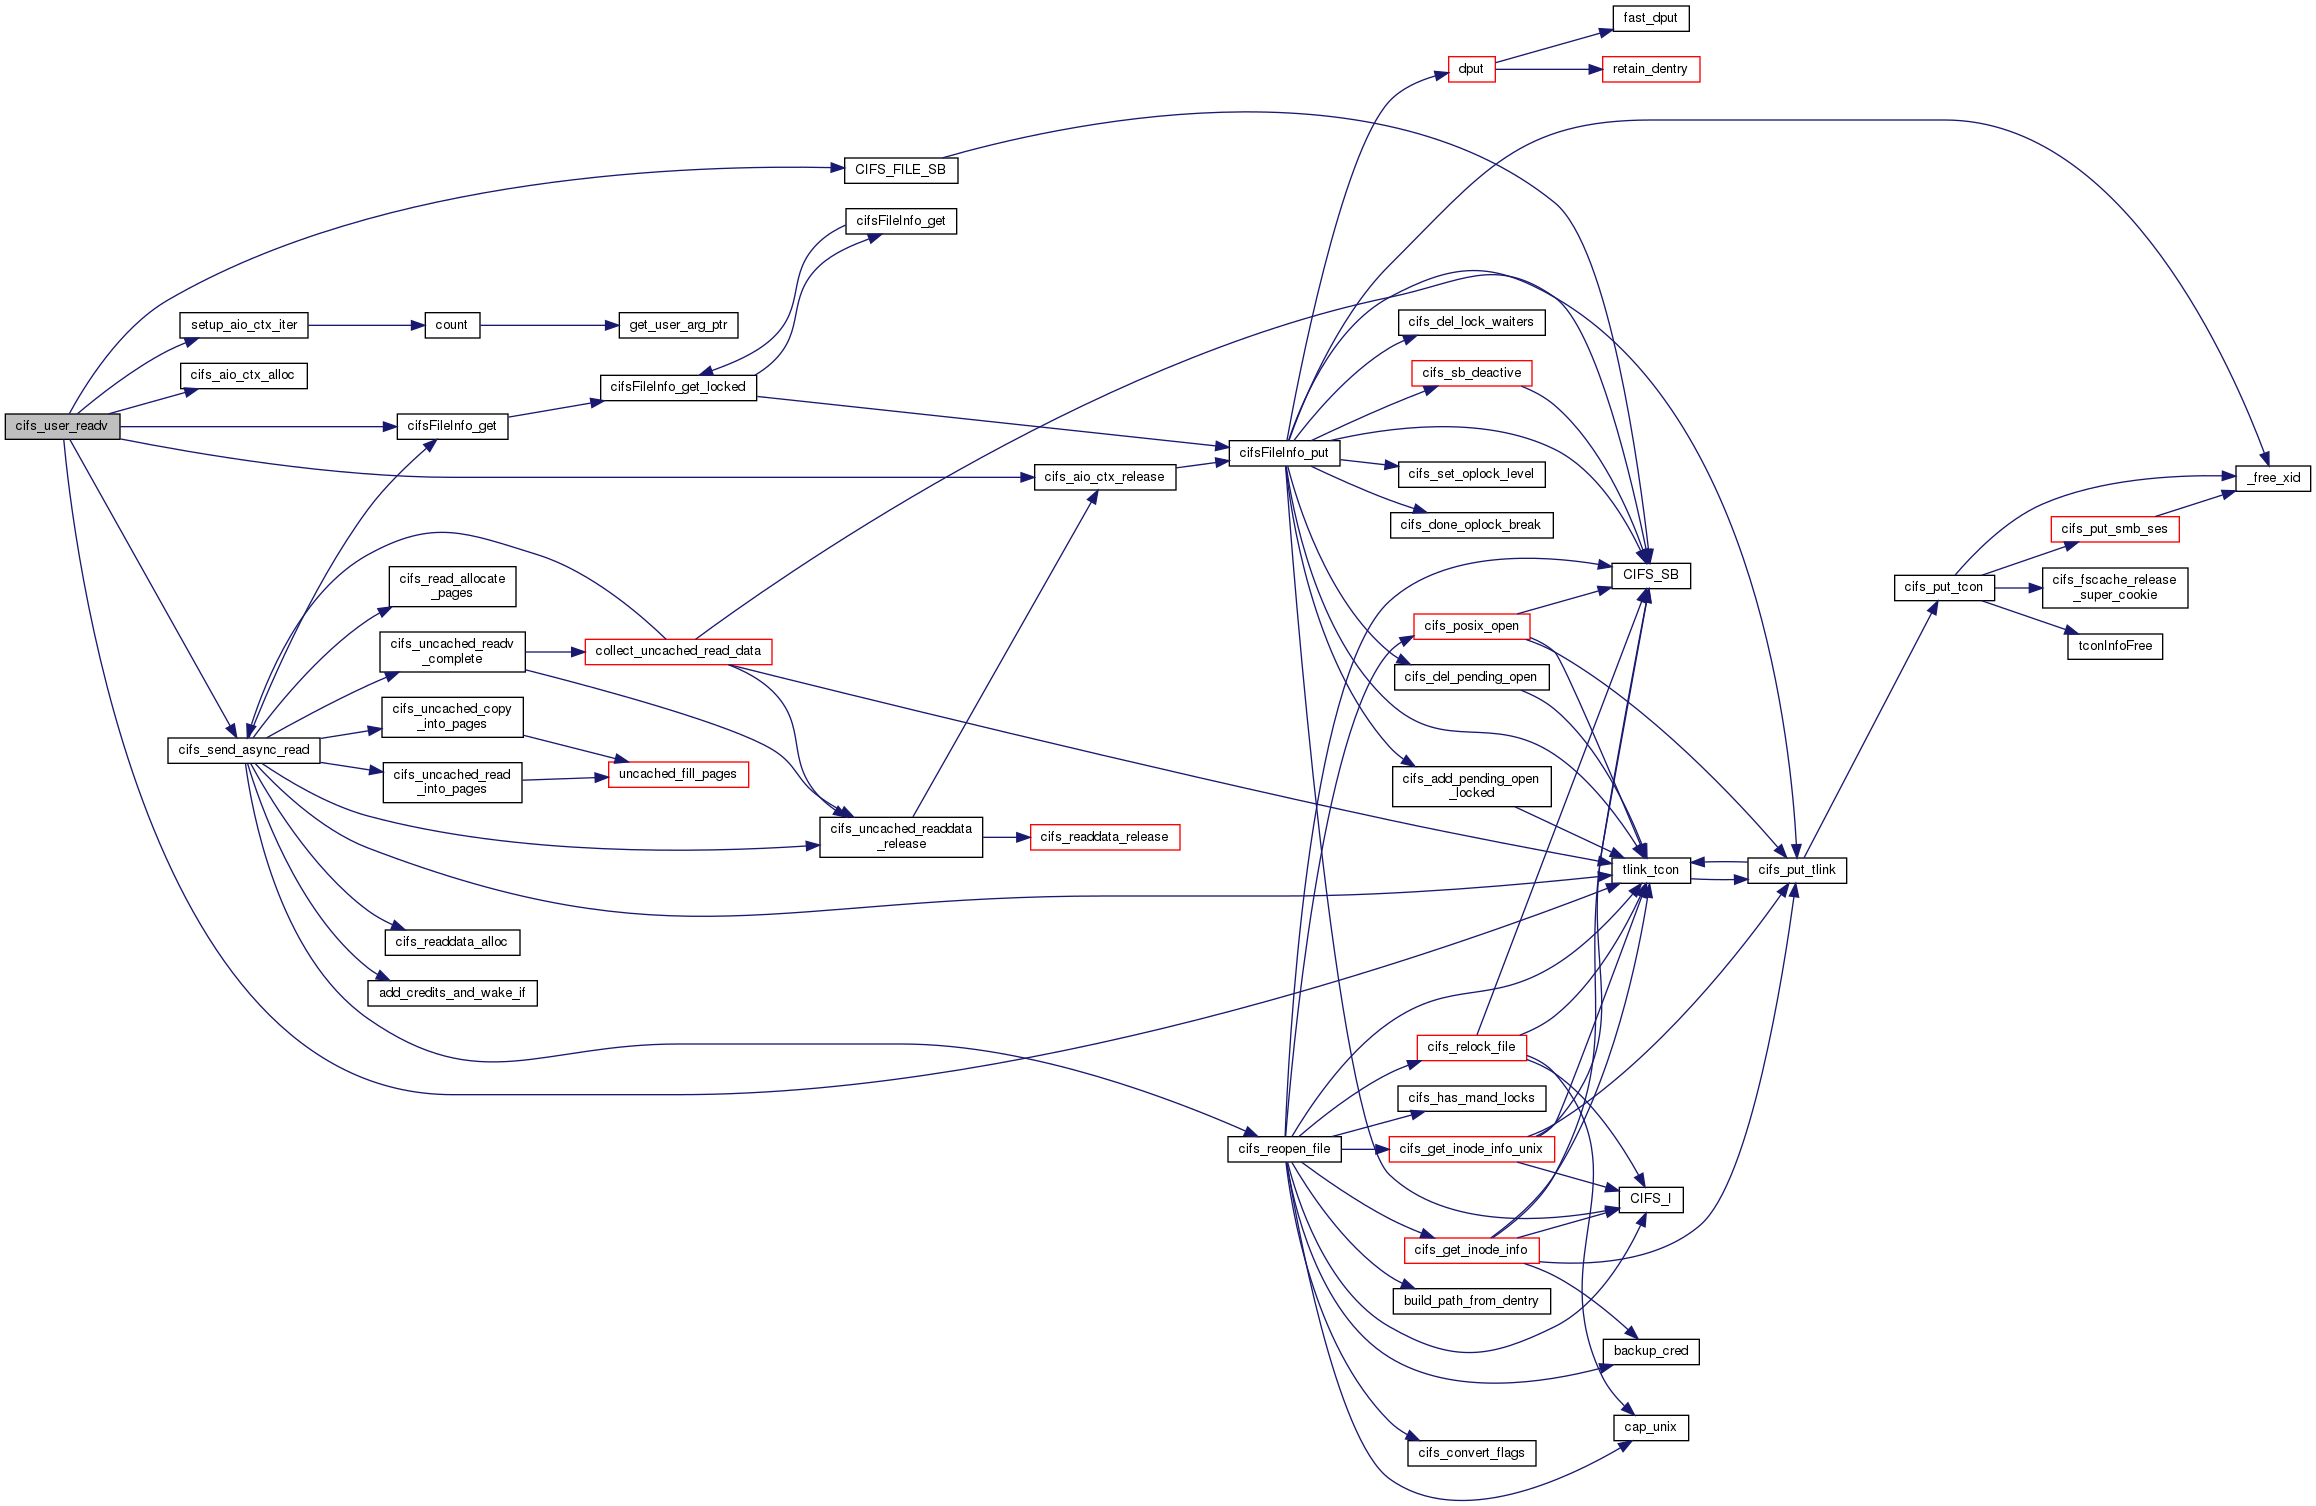 fast_dput
dput
retain_dentry
CIFS_FILE_SB
cifsFileInfo_get
setup_aio_ctx_iter
count
get_user_arg_ptr
cifs_del_lock_waiters
cifs_aio_ctx_alloc
cifsFileInfo_get_locked
cifs_sb_deactive
cifs_user_readv
cifsFileInfo_get
cifsFileInfo_put
cifs_aio_ctx_release
cifs_set_oplock_level
_free_xid
cifs_done_oplock_break
cifs_put_smb_ses
cifs_read_allocate
_pages
CIFS_SB
cifs_put_tcon
cifs_fscache_release
_super_cookie
cifs_posix_open
cifs_uncached_readv
_complete
collect_uncached_read_data
tconInfoFree
cifs_del_pending_open
cifs_uncached_copy
_into_pages
cifs_send_async_read
cifs_uncached_read
_into_pages
uncached_fill_pages
cifs_add_pending_open
_locked
cifs_uncached_readdata
_release
cifs_readdata_release
tlink_tcon
cifs_put_tlink
cifs_readdata_alloc
add_credits_and_wake_if
cifs_relock_file
cifs_has_mand_locks
cifs_reopen_file
cifs_get_inode_info_unix
CIFS_I
cifs_get_inode_info
build_path_from_dentry
backup_cred
cap_unix
cifs_convert_flags